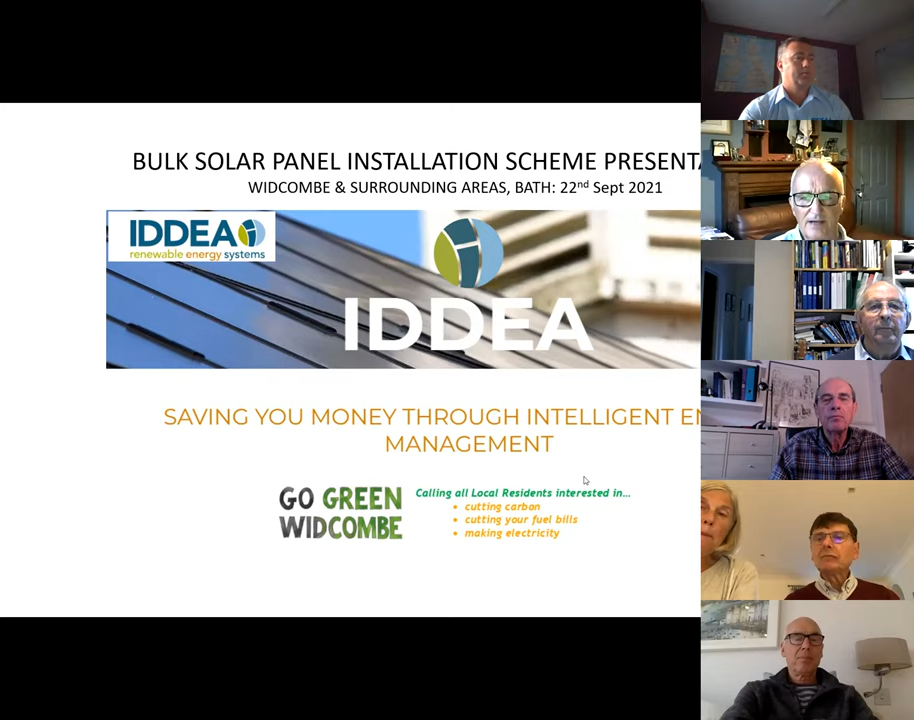 BULK SOLAR PANEL INSTALLATION SCHEME PRESENTA
WIDCOMBE & SURROUNDING AREAS, BATH: 22nd Sept 2021
IDDEA
renewable energy systems
IDDEA
SAVING YOU MONEY THROUGH INTELLIGENT EN
MANAGEMENT
GO GREEN
WIDCOMBE
Calling all Local Residents interested in...
• cutting carbon
• cutting your fuel bills
• making electricity